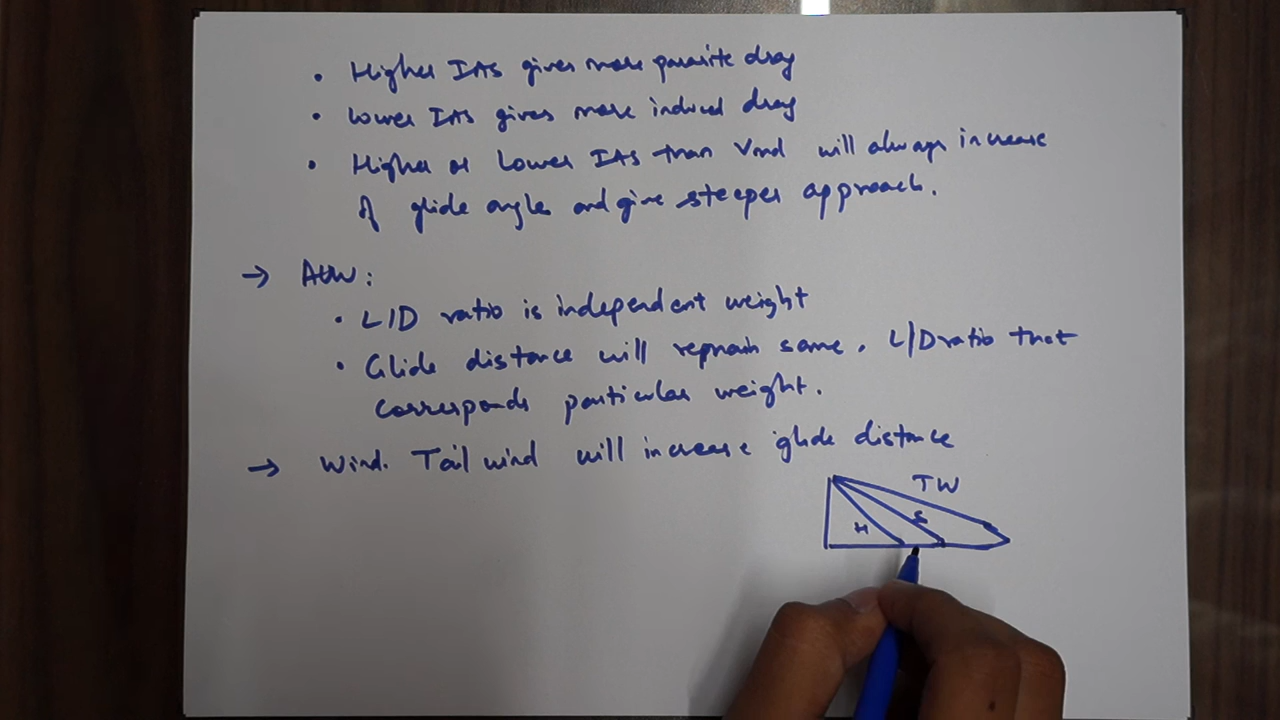 • Higher IAS gives more parasite drag
• Lower IAS gives more induced drag
• Higher or Lower IAS than Vmd will always increase
of glide angles and give steeper approach.
→ AUW:
• L/D ratio is independent weight
• Glide distance will remain same. L/D ratio that
corresponds particular weight.
→ Wind. Tail wind will increase glide distance
TW
S
H